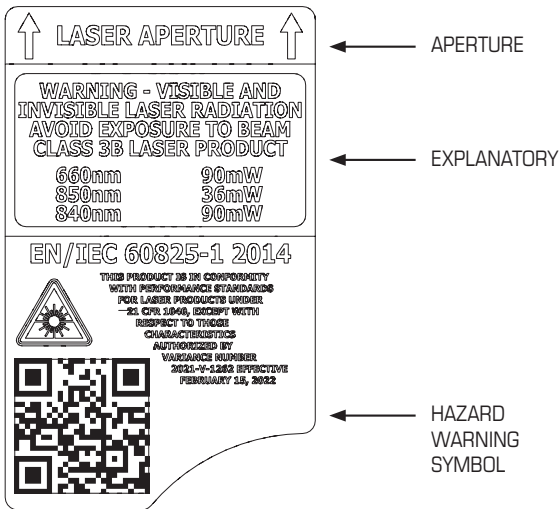 LASER APERTURE
APERTURE
WARNING - VISIBLE AND
INVISIBLE LASER RADIATION
AVOID EXPOSURE TO BEAM
CLASS 3B LASER PRODUCT
660nm 90mW
850nm 36mW
840nm 90mW
EXPLANATORY
EN/IEC 60825-1 2014
THIS PRODUCT IS IN CONFORMITY
WITH PERFORMANCE STANDARDS
FOR LASER PRODUCTS UNDER
21 CFR 1040, EXCEPT WITH
RESPECT TO THOSE
CHARACTERISTICS
AUTHORIZED BY
VARIANCE NUMBER
2021-V-1262 EFFECTIVE
FEBRUARY 15, 2022
HAZARD
WARNING
SYMBOL